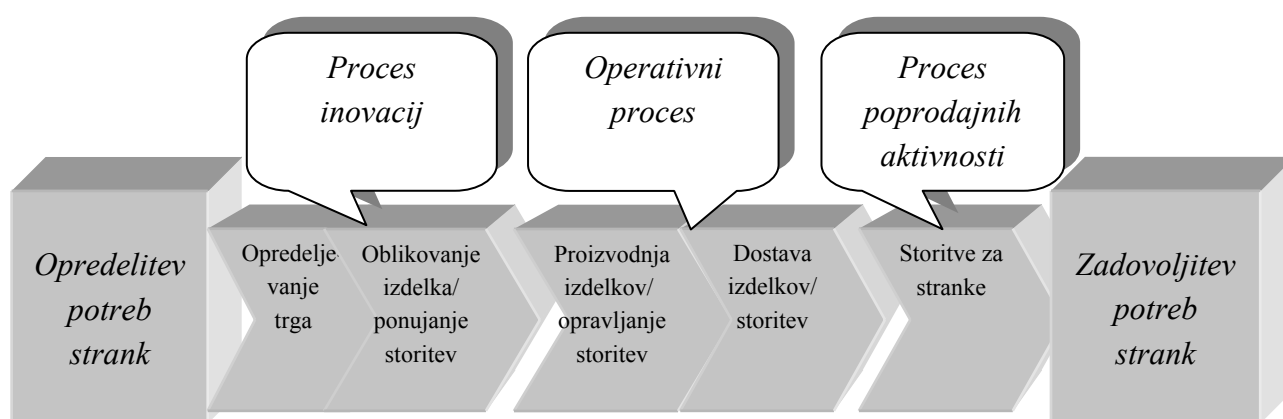 Proces
inovacij
Operativni
proces
Proces
poprodajnih
aktivnosti
Opredelitev
potreb
strank
Opredelje-
vanje
trga
Oblikovanje
izdelka/
ponujanje
storitev
Proizvodnja
izdelkov/
opravljanje
storitev
Dostava
izdelkov/
storitev
Storitve za
stranke
Zadovoljitev
potreb
strank